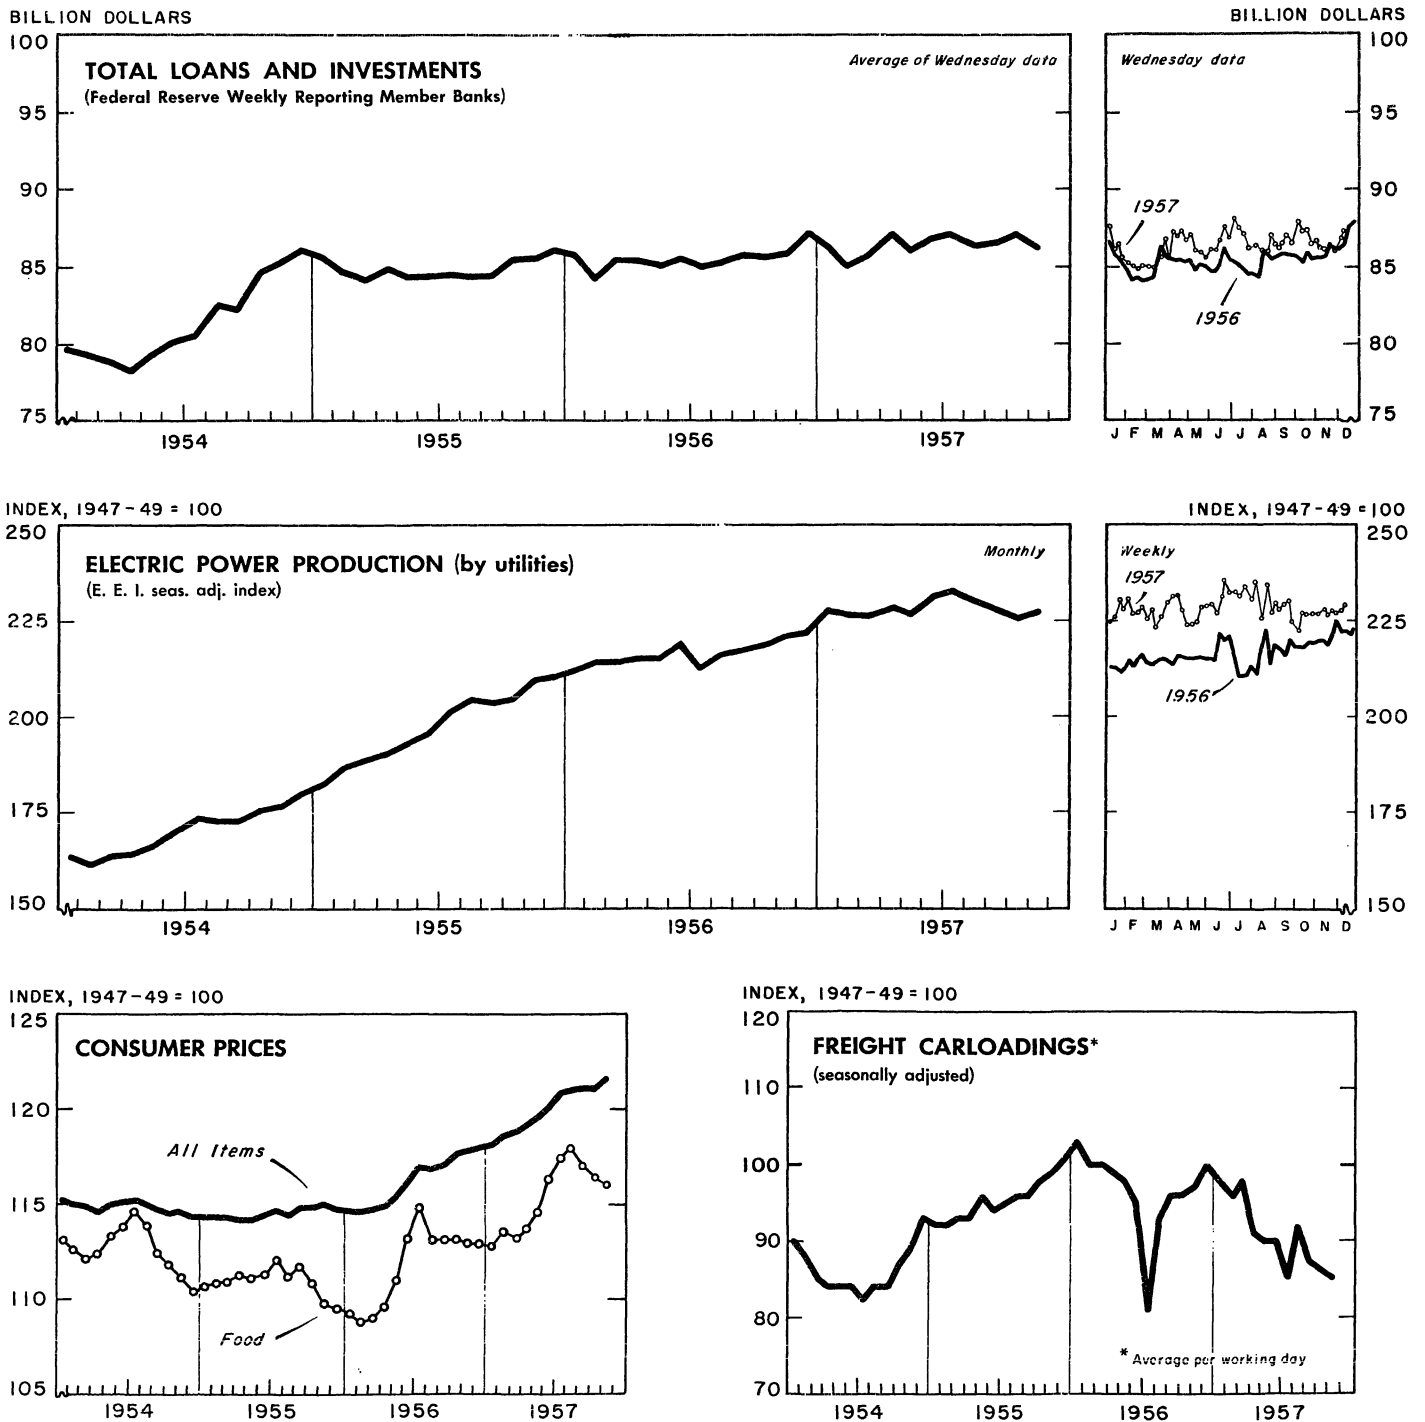 BILLION DOLLARS
TOTAL LOANS AND INVESTMENTS
(Federal Reserve Weekly Reporting Member Banks)
Average of Wednesday data
100
95
90
85
80
75
1954 1955 1956 1957
BILLION DOLLARS
Wednesday data
1957
1956
100
95
90
85
80
75
J F M A M J J A S O N D
INDEX, 1947-49 = 100
ELECTRIC POWER PRODUCTION (by utilities)
(E. E. I. seas. adj. index)
Monthly
250
225
200
175
150
1954 1955 1956 1957
INDEX, 1947-49 = 100
Weekly
1957
1956
250
225
200
175
150
J F M A M J J A S O N D
INDEX, 1947-49 = 100
CONSUMER PRICES
All Items
Food
125
120
115
110
105
1954 1955 1956 1957
INDEX, 1947-49 = 100
FREIGHT CARLOADINGS*
(seasonally adjusted)
120
110
100
90
80
70
* Average per working day
1954 1955 1956 1957